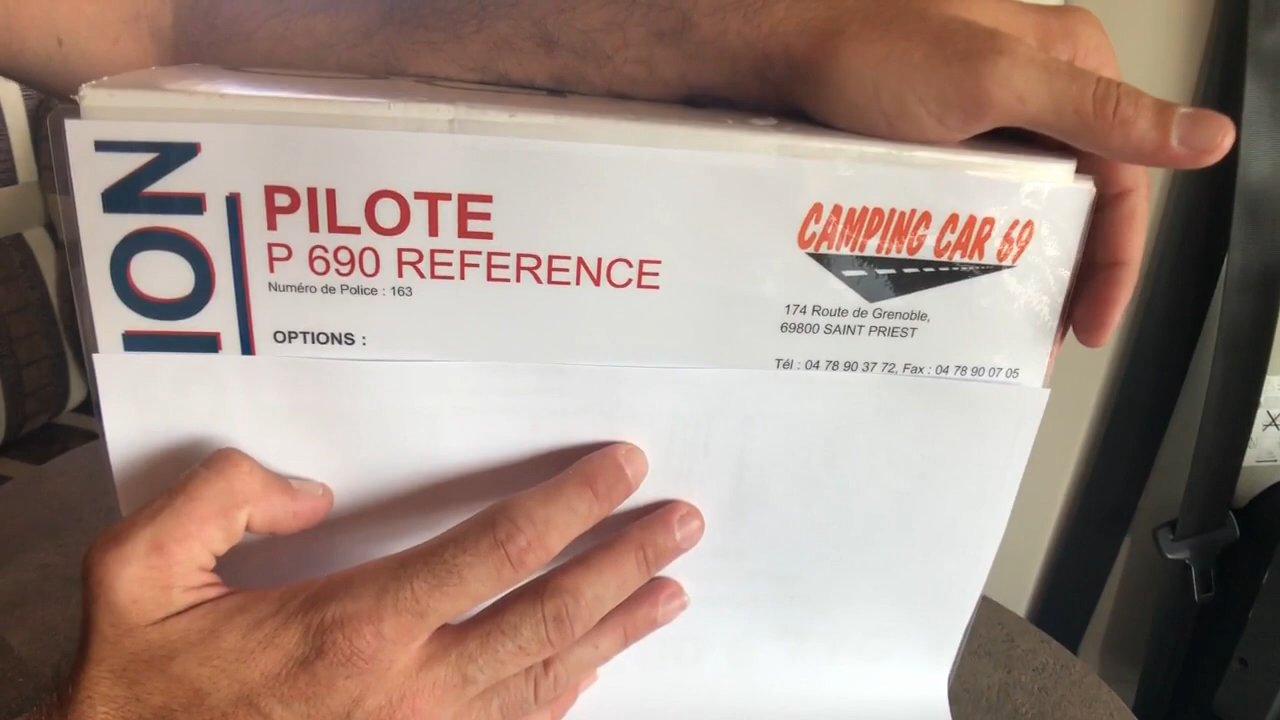 ION
PILOTE
P 690 REFERENCE
Numéro de Police : 163
OPTIONS :
CAMPING CAR 69
174 Route de Grenoble,
69800 SAINT PRIEST
Tél : 04 78 90 37 72, Fax : 04 78 90 07 05